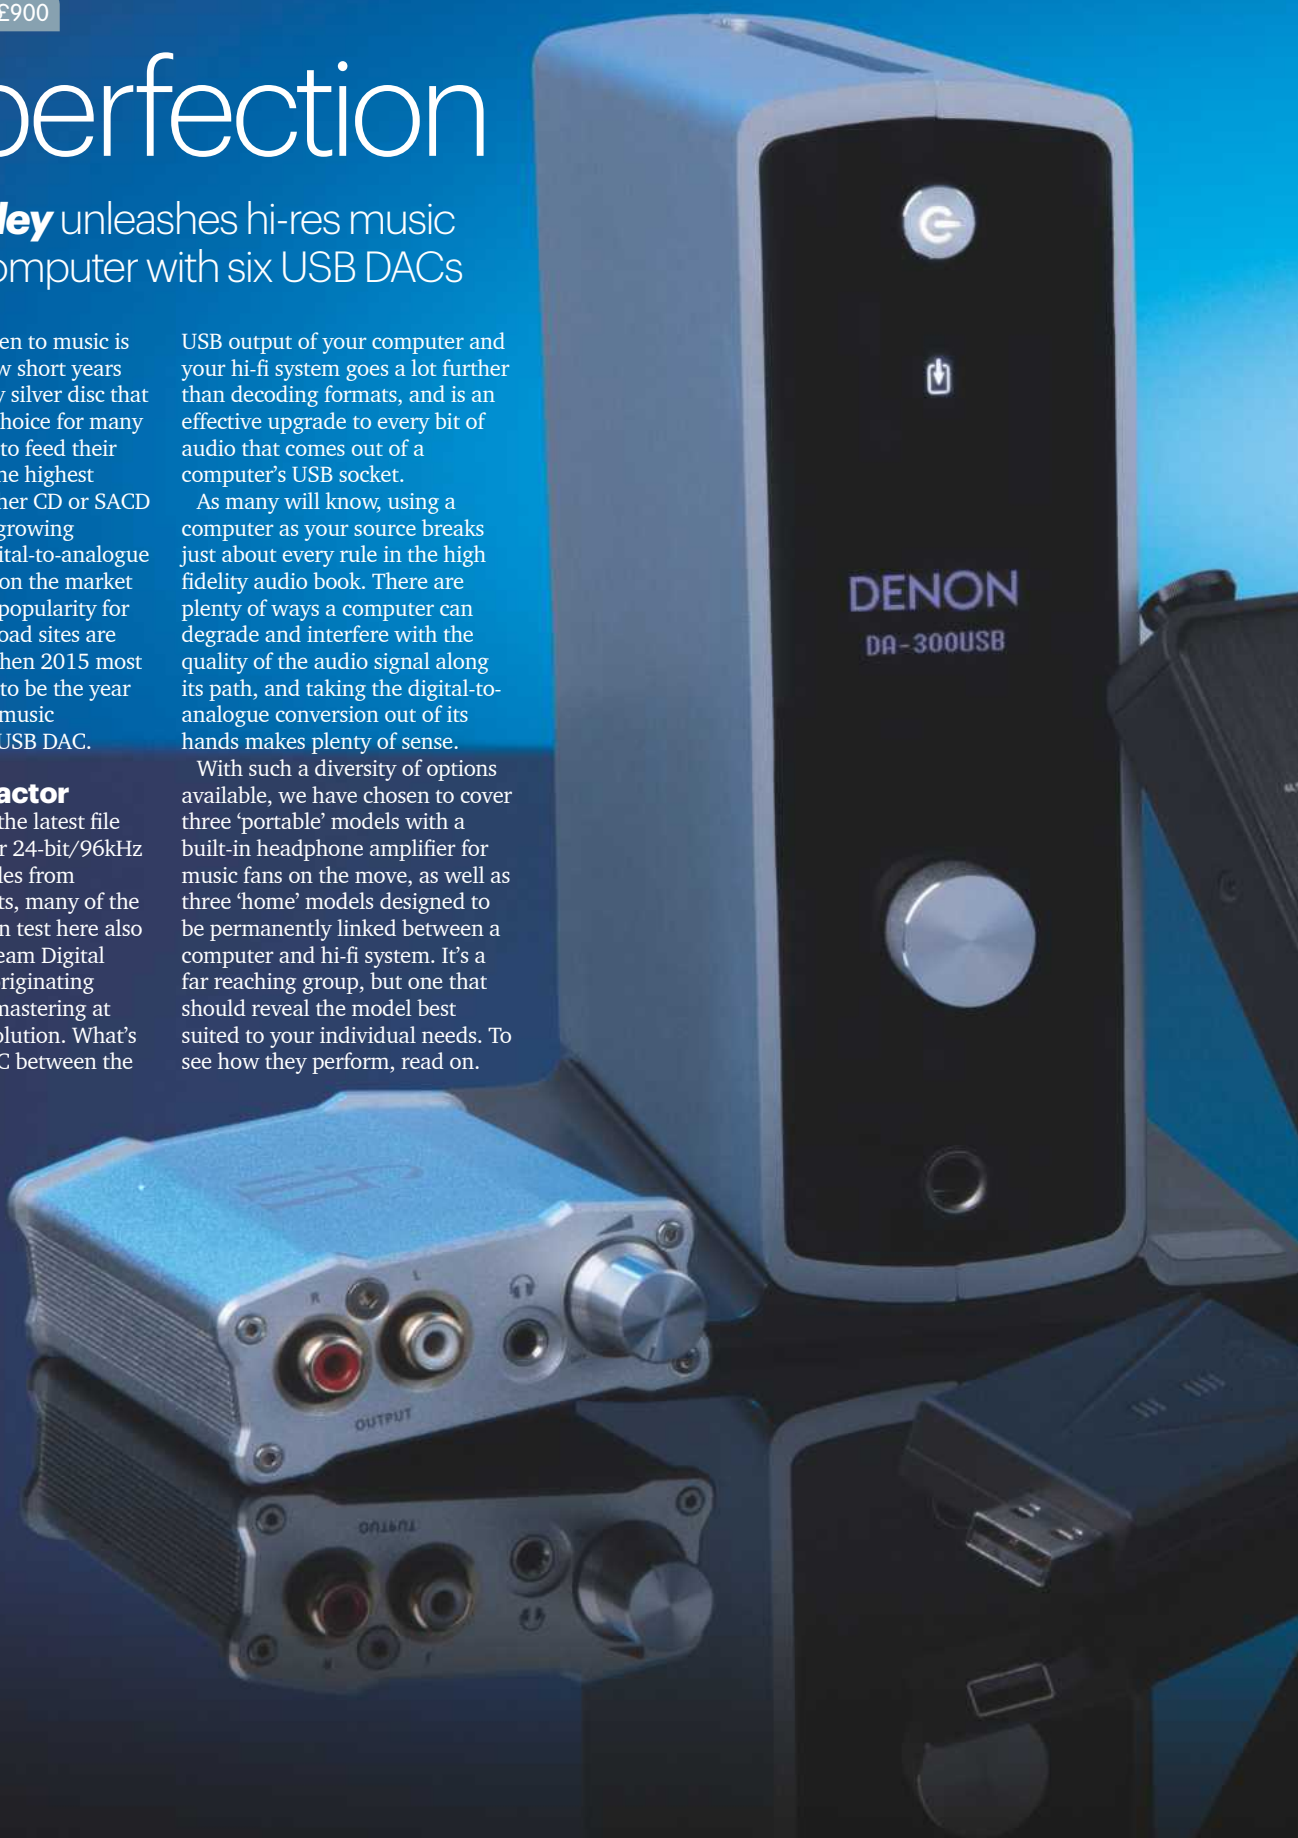 £900
perfection
ley unleashes hi-res music
omputer with six USB DACs
en to music is
w short years
y silver disc that
hoice for many
to feed their
he highest
her CD or SACD
growing
ital-to-analogue
on the market
popularity for
oad sites are
hen 2015 most
to be the year
music
USB DAC.
actor
the latest file
r 24-bit/96kHz
les from
ts, many of the
n test here also
eam Digital
riginating
mastering at
olution. What's
C between the
USB output of your computer and
your hi-fi system goes a lot further
than decoding formats, and is an
effective upgrade to every bit of
audio that comes out of a
computer's USB socket.
As many will know, using a
computer as your source breaks
just about every rule in the high
fidelity audio book. There are
plenty of ways a computer can
degrade and interfere with the
quality of the audio signal along
its path, and taking the digital-to-
analogue conversion out of its
hands makes plenty of sense.
With such a diversity of options
available, we have chosen to cover
three ‘portable’ models with a
built-in headphone amplifier for
music fans on the move, as well as
three ‘home’ models designed to
be permanently linked between a
computer and hi-fi system. It's a
far reaching group, but one that
should reveal the model best
suited to your individual needs. To
see how they perform, read on.
DENON
DA-300USB
R
L
OUTPUT